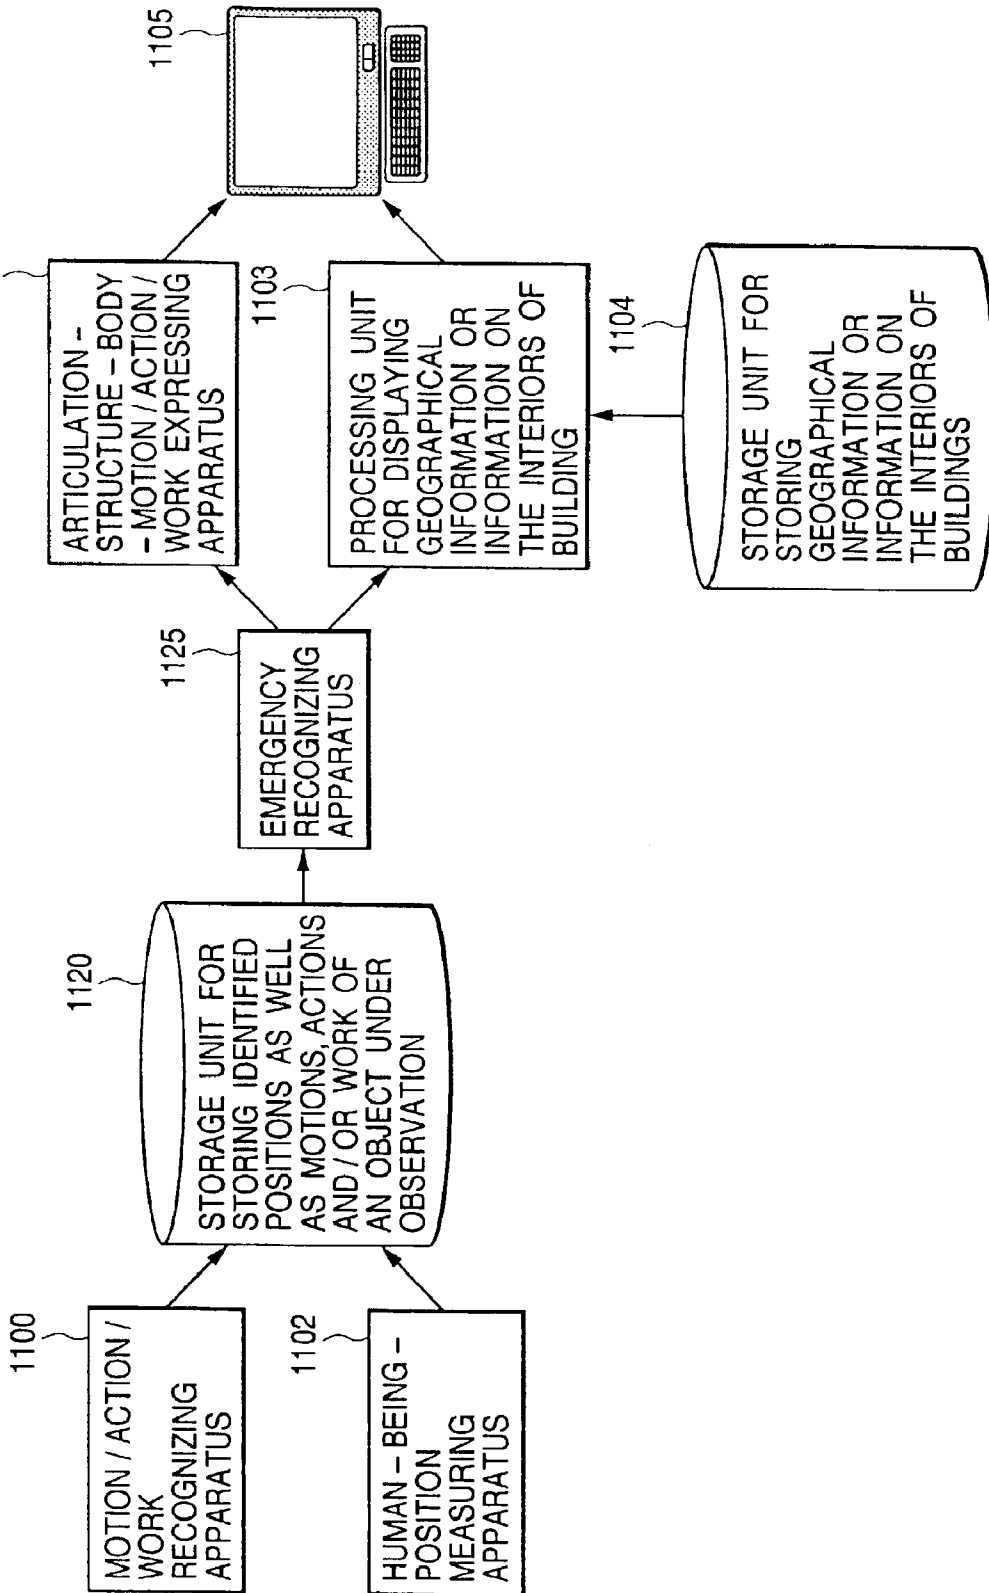 1100
MOTION / ACTION /
WORK
RECOGNIZING
APPARATUS
1102
HUMAN – BEING –
POSITION
MEASURING
APPARATUS
1120
STORAGE UNIT FOR
STORING IDENTIFIED
POSITIONS AS WELL
AS MOTIONS, ACTIONS
AND / OR WORK OF
AN OBJECT UNDER
OBSERVATION
1125
EMERGENCY
RECOGNIZING
APPARATUS
ARTICULATION –
STRUCTURE – BODY
– MOTION / ACTION /
WORK EXPRESSING
APPARATUS
1103
PROCESSING UNIT
FOR DISPLAYING
GEOGRAPHICAL
INFORMATION OR
INFORMATION ON
THE INTERIORS OF
BUILDING
1104
STORAGE UNIT FOR
STORING
GEOGRAPHICAL
INFORMATION OR
INFORMATION ON
THE INTERIORS OF
BUILDINGS
1105